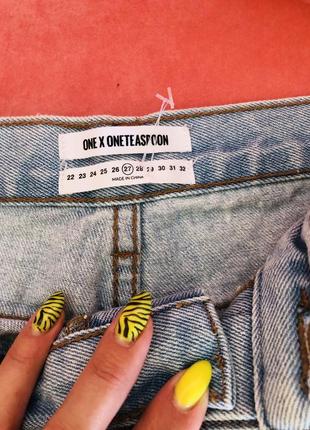 ONE X ONETEASPOON
22 23 24 25 26 27 28 29 30 31 32
MADE IN CHINA